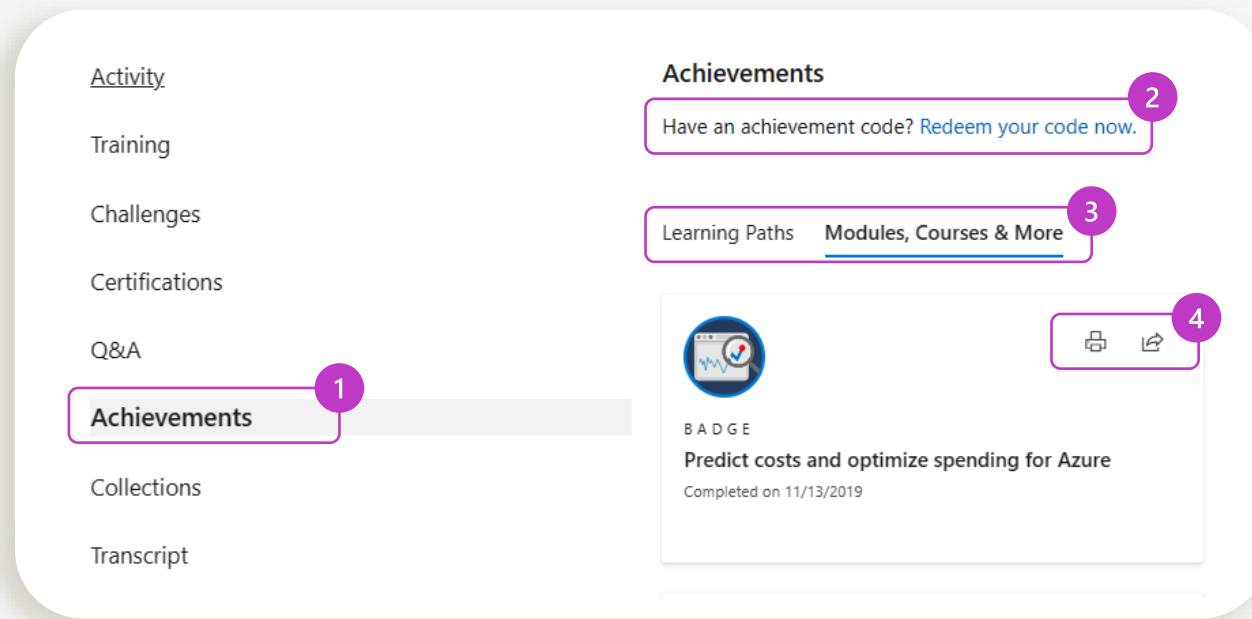 Activity
Training
Challenges
Certifications
Q&A
1
Achievements
Collections
Transcript
Achievements
2
Have an achievement code? Redeem your code now.
3
Learning Paths Modules, Courses & More
4
BADGE
Predict costs and optimize spending for Azure
Completed on 11/13/2019